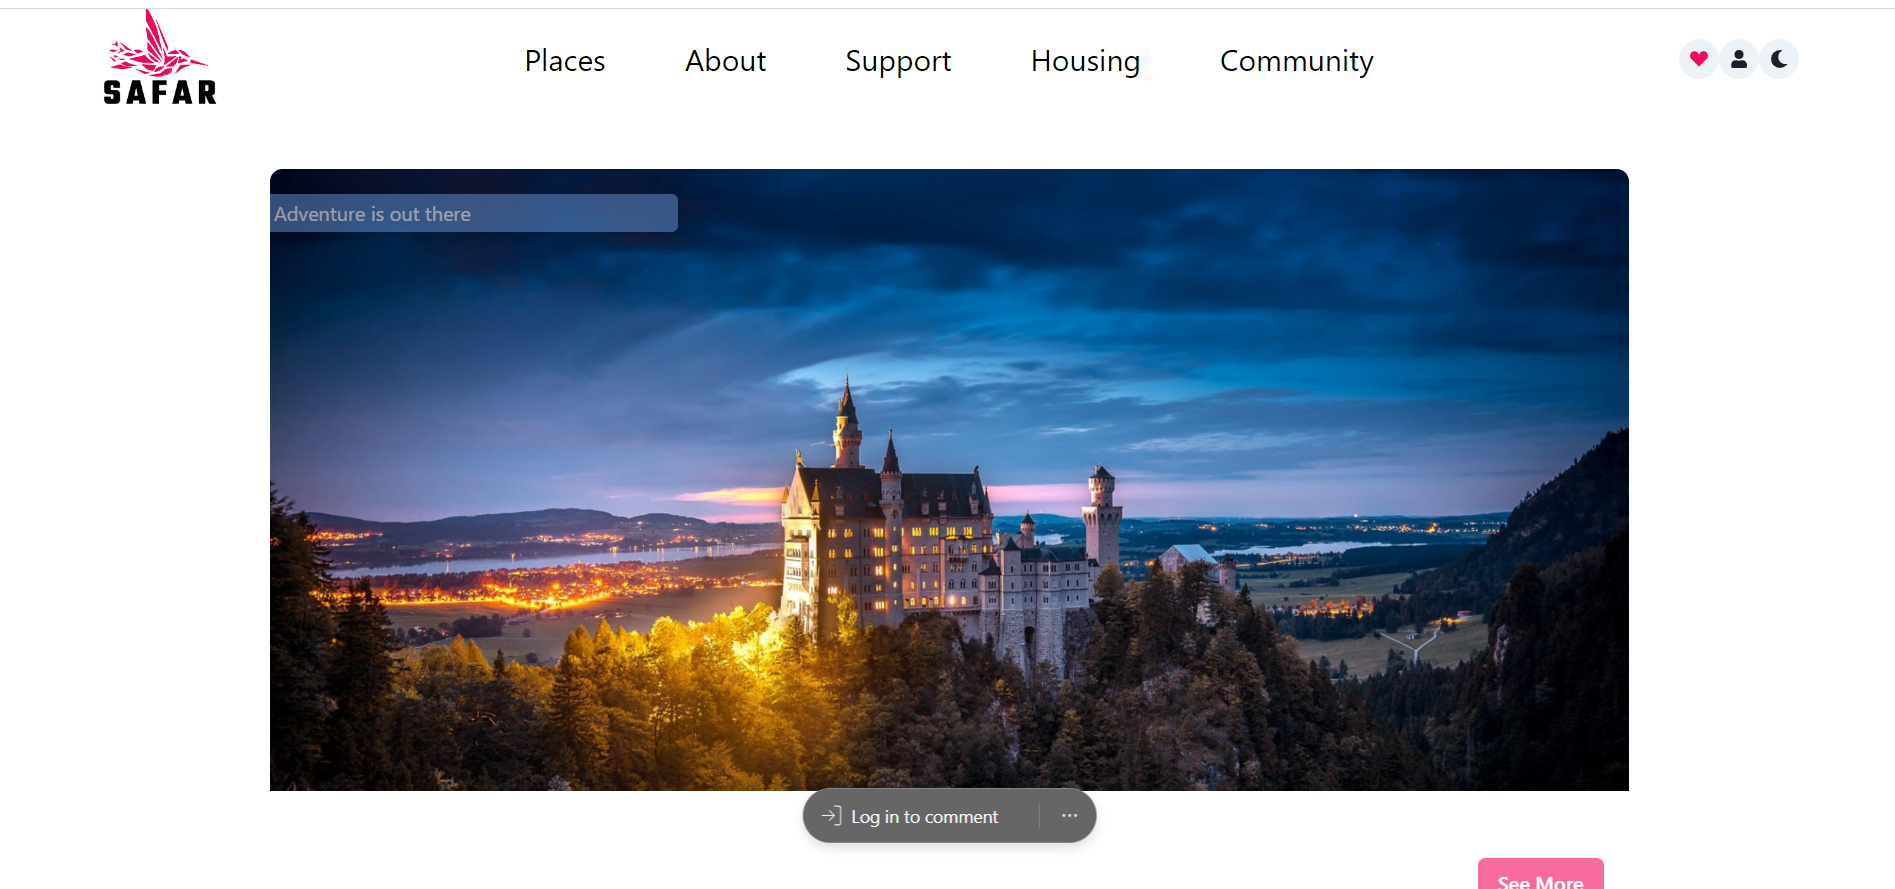 SAFAR
Places
About
Support
Housing
Community
Adventure is out there
Log in to comment
See More